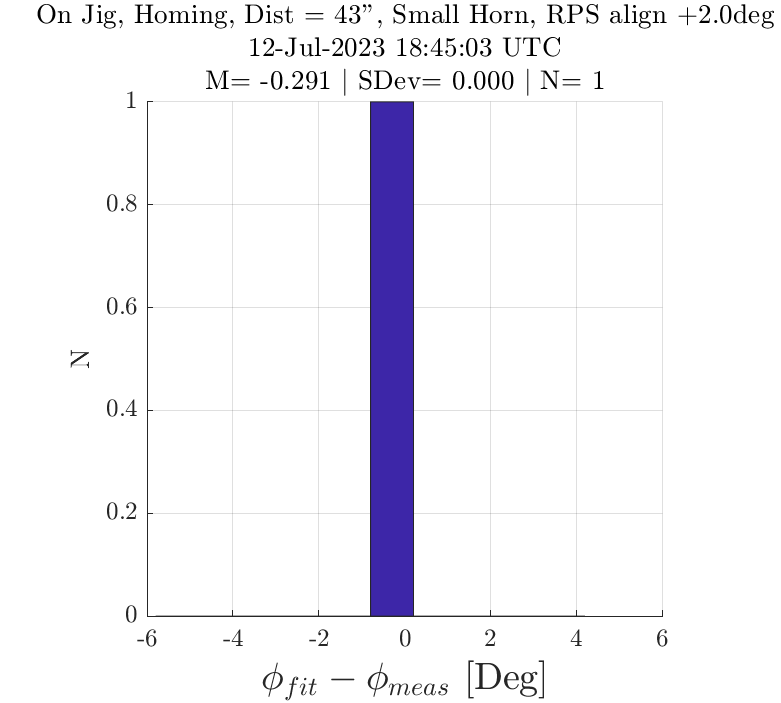 On Jig, Homing, Dist = 43”, Small Horn, RPS align +2.0deg
12-Jul-2023 18:45:03 UTC
M= -0.291 | SDev= 0.000 | N= 1
1
0.8
0.6
0.4
0.2
0
N
-6 -4 -2 0 2 4 6
ϕ_fit − ϕ_meas [Deg]